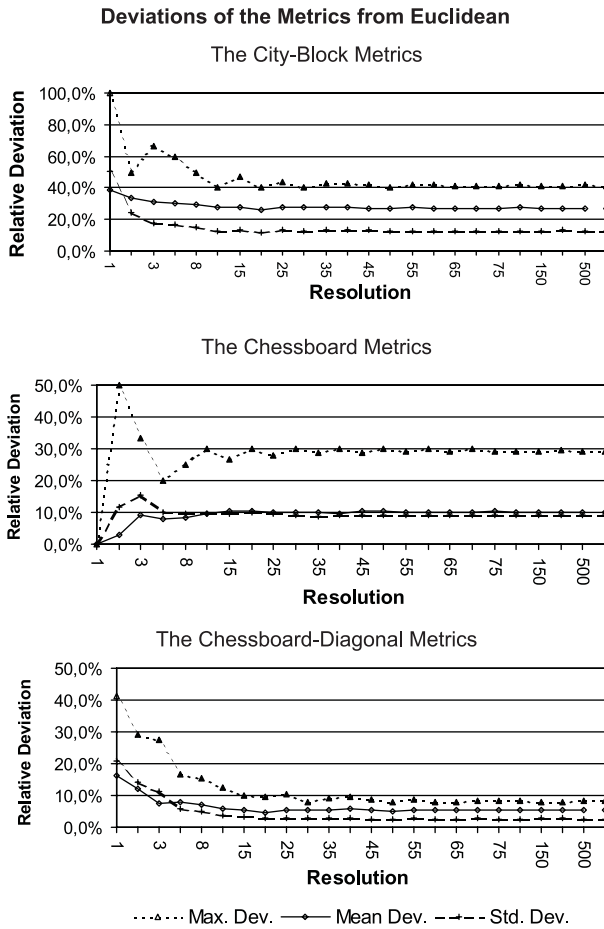 Deviations of the Metrics from Euclidean
The City-Block Metrics
Relative Deviation
100,0%
80,0%
60,0%
40,0%
20,0%
0,0%
1 3 8 15 25 35 45 55 65 75 150 500
Resolution
The Chessboard Metrics
Relative Deviation
50,0%
40,0%
30,0%
20,0%
10,0%
0,0%
1 3 8 15 25 35 45 55 65 75 150 500
Resolution
The Chessboard-Diagonal Metrics
Relative Deviation
50,0%
40,0%
30,0%
20,0%
10,0%
0,0%
1 3 8 15 25 35 45 55 65 75 150 500
Resolution
Max. Dev. Mean Dev. Std. Dev.